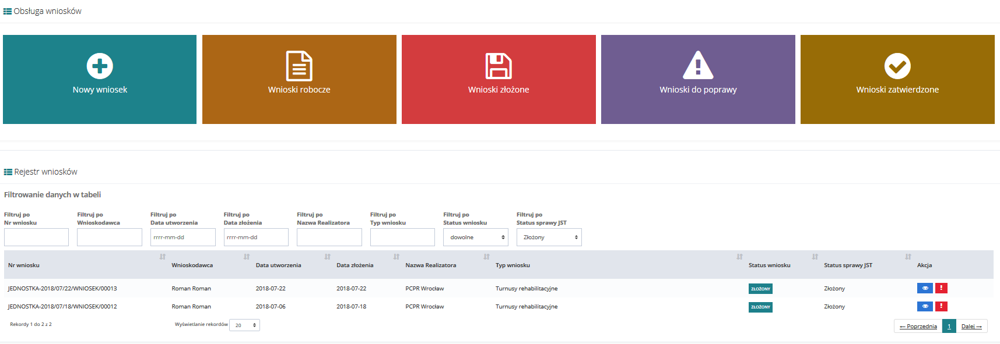 Obsługa wniosków
Nowy wniosek
Wnioski robocze
Wnioski złożone
Wnioski do poprawy
Wnioski zatwierdzone
Rejestr wniosków
Filtrowanie danych w tabeli
Filtruj po Nr wniosku
Filtruj po Wnioskodawca
Filtruj po Data utworzenia
Filtruj po Data złożenia
Filtruj po Nazwa Realizatora
Filtruj po Typ wniosku
Filtruj po Status wniosku
Filtruj po Status sprawy JST
rrrr-mm-dd rrrr-mm-dd dowolne Złożony
Nr wniosku Wnioskodawca Data utworzenia Data złożenia Nazwa Realizatora Typ wniosku Status wniosku Status sprawy JST Akcja
JEDNOSTKA-2018/07/22/WNIOSEK/00013 Roman Roman 2018-07-22 2018-07-22 PCPR Wrocław Turnusy rehabilitacyjne ZŁOŻONY Złożony
JEDNOSTKA-2018/07/18/WNIOSEK/00012 Roman Roman 2018-07-06 2018-07-18 PCPR Wrocław Turnusy rehabilitacyjne ZŁOŻONY Złożony
Rekordy 1 do 2 z 2 Wyświetlanie rekordów 20 ← Poprzednia 1 Dalej →